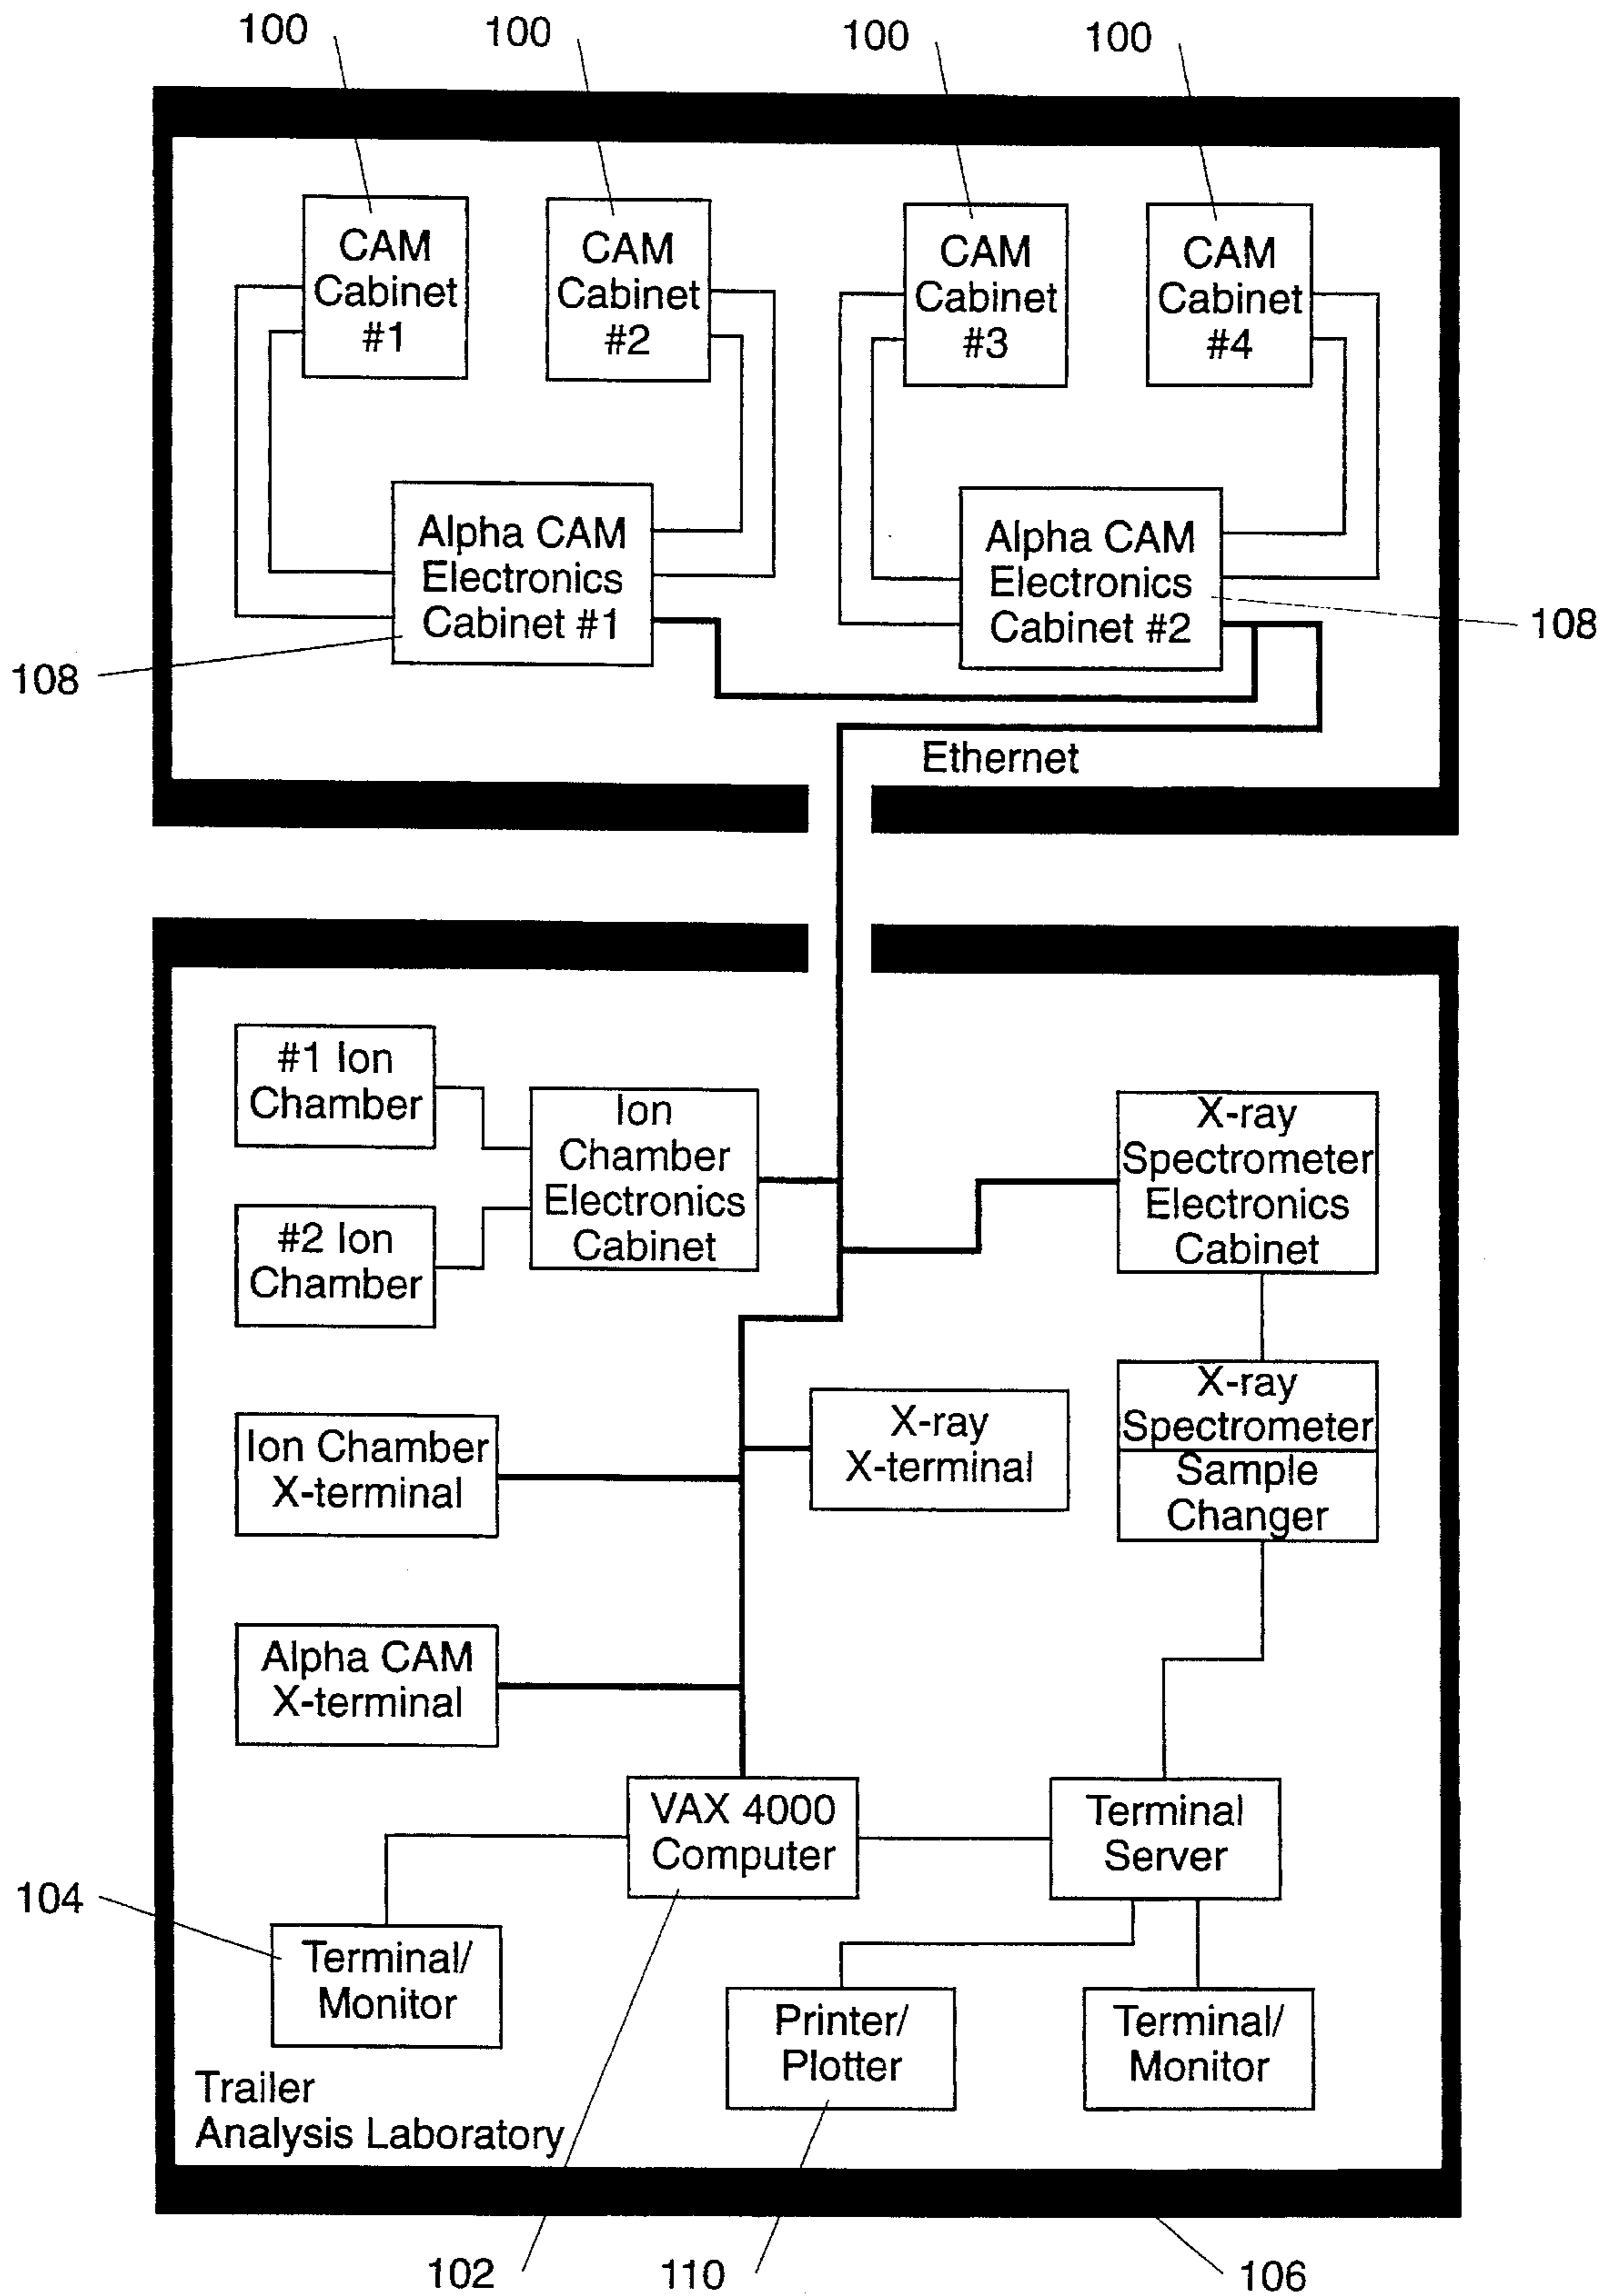 100
100
100
100
CAM
Cabinet
#1
CAM
Cabinet
#2
CAM
Cabinet
#3
CAM
Cabinet
#4
Alpha CAM
Electronics
Cabinet #1
Alpha CAM
Electronics
Cabinet #2
108
108
Ethernet
#1 Ion
Chamber
Ion
Chamber
Electronics
Cabinet
X-ray
Spectrometer
Electronics
Cabinet
#2 Ion
Chamber
X-ray
Spectrometer
Sample
Changer
X-ray
X-terminal
Ion Chamber
X-terminal
Alpha CAM
X-terminal
VAX 4000
Computer
Terminal
Server
104
Terminal/
Monitor
Printer/
Plotter
Terminal/
Monitor
Trailer
Analysis Laboratory
102
110
106